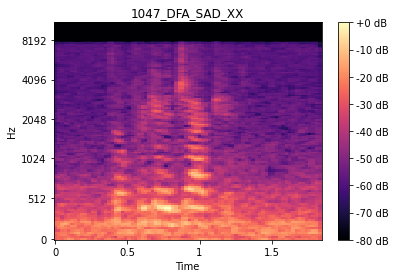 1047_DFA_SAD_XX
Hz
8192
4096
2048
1024
512
0
0
0.5
1
1.5
Time
+0 dB
-10 dB
-20 dB
-30 dB
-40 dB
-50 dB
-60 dB
-70 dB
-80 dB